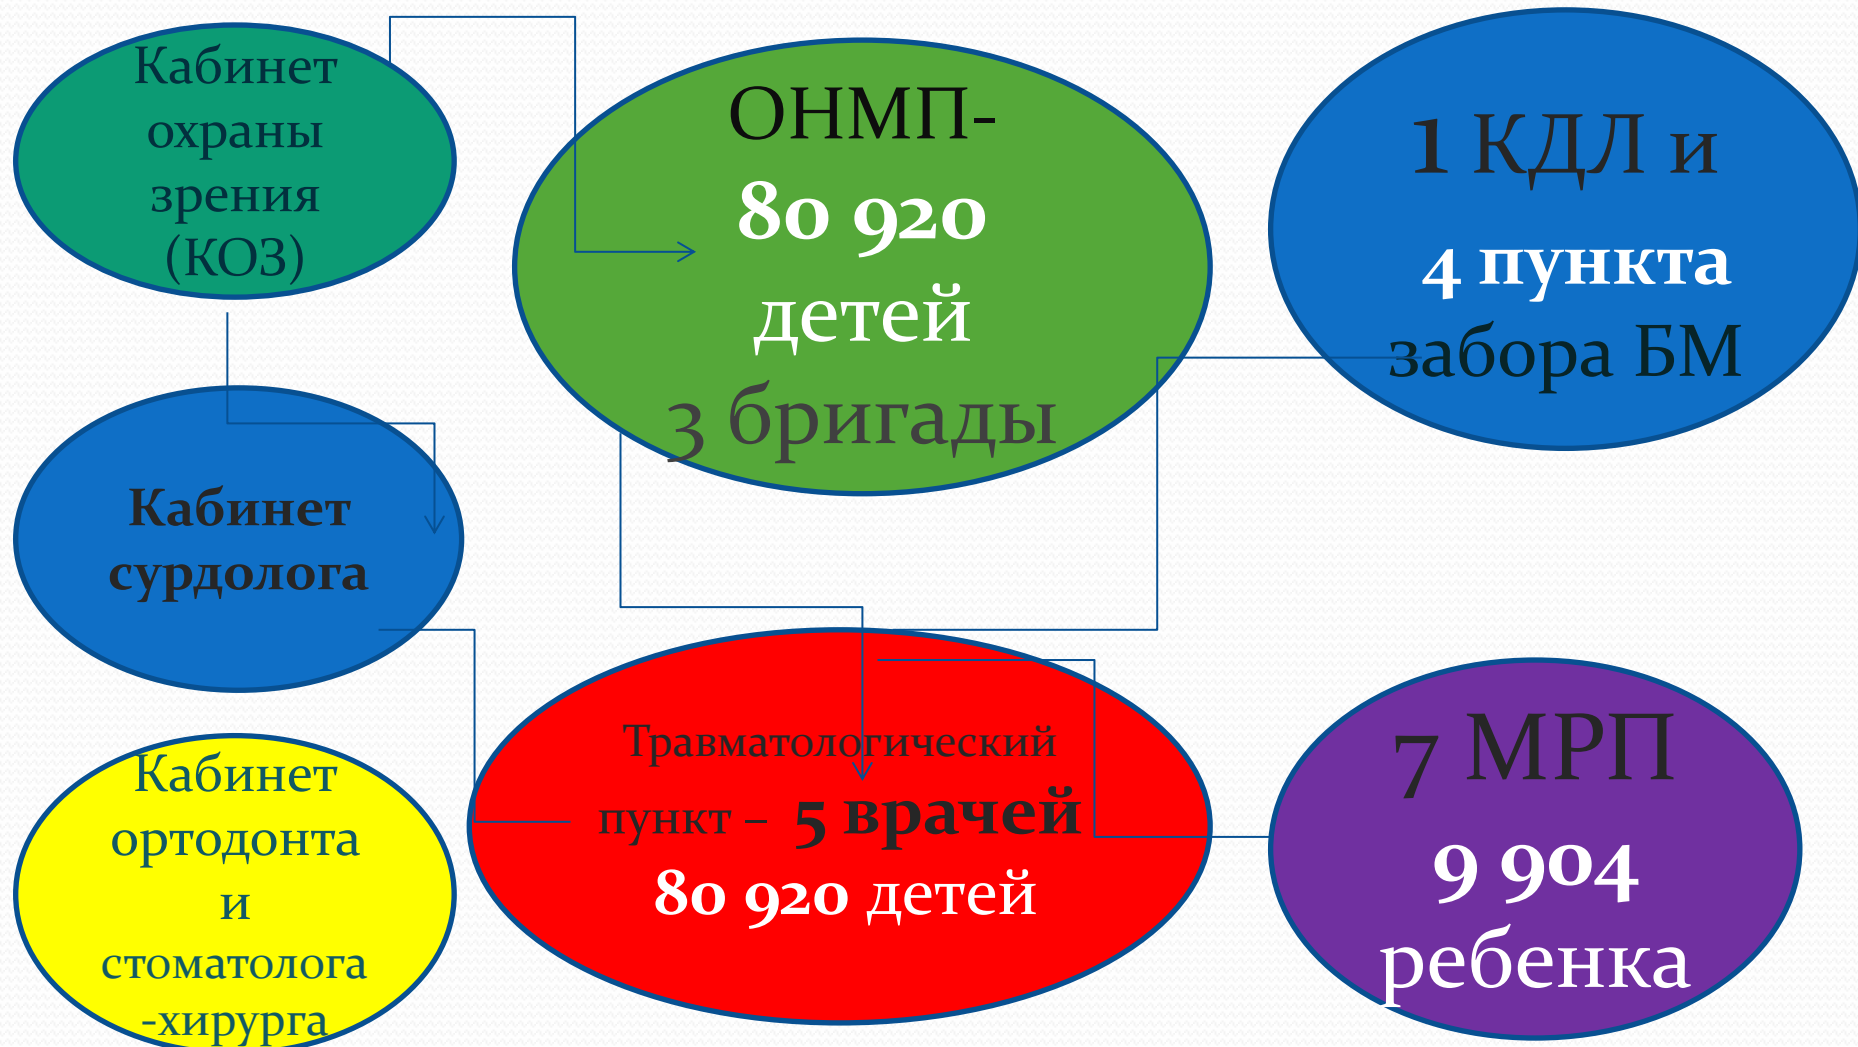 Кабинет
охраны
зрения
(КОЗ)
ОНМП-
80 920
детей
3 бригады
1 КДЛ и
4 пункта
забора БМ
Кабинет
сурдолога
Травматологический
пункт – 5 врачей
80 920 детей
7 МРП
9 904
ребенка
Кабинет
ортодонта
и
стоматолога
-хирурга